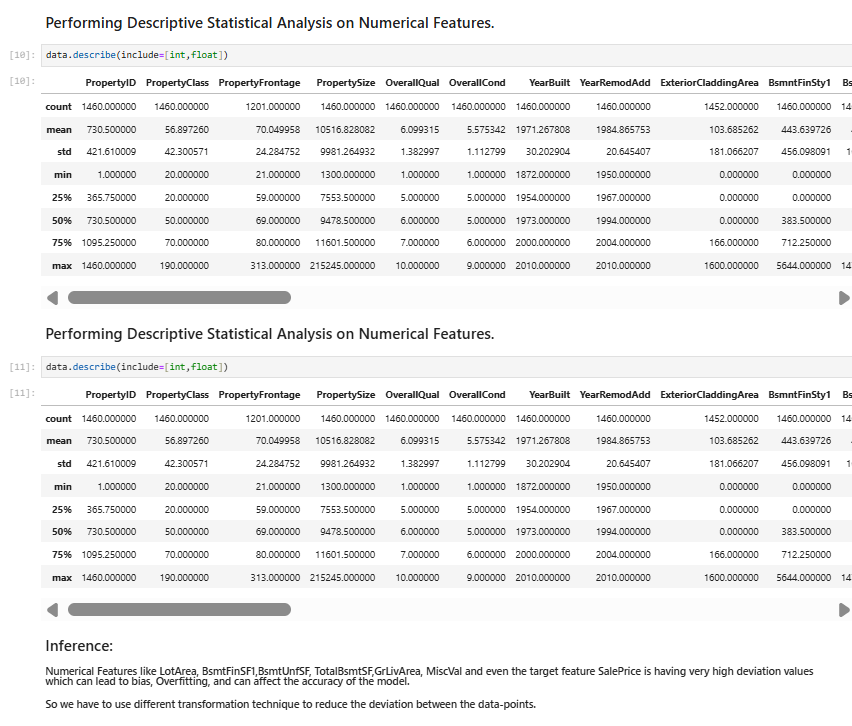 Performing Descriptive Statistical Analysis on Numerical Features.
[10]: data.describe(include=[int,float])
[10]: PropertyID PropertyClass PropertyFrontage PropertySize OverallQual OverallCond YearBuilt YearRemodAdd ExteriorCladdingArea BsmntFinSty1 Bs
count 1460.000000 1460.000000 1201.000000 1460.000000 1460.000000 1460.000000 1460.000000 1460.000000 1452.000000 1460.000000 14
mean 730.500000 56.897260 70.049958 10516.828082 6.099315 5.575342 1971.267808 1984.865753 103.685262 443.639726
std 421.610009 42.300571 24.284752 9981.264932 1.382997 1.112799 30.202904 20.645407 181.066207 456.098091
min 1.000000 20.000000 21.000000 1300.000000 1.000000 1.000000 1872.000000 1950.000000 0.000000 0.000000
25% 365.750000 20.000000 59.000000 7553.500000 5.000000 5.000000 1954.000000 1967.000000 0.000000 0.000000
50% 730.500000 50.000000 69.000000 9478.500000 6.000000 5.000000 1973.000000 1994.000000 0.000000 383.500000
75% 1095.250000 70.000000 80.000000 11601.500000 7.000000 6.000000 2000.000000 2004.000000 166.000000 712.250000
max 1460.000000 190.000000 313.000000 215245.000000 10.000000 9.000000 2010.000000 2010.000000 1600.000000 5644.000000 14
Performing Descriptive Statistical Analysis on Numerical Features.
[11]: data.describe(include=[int,float])
[11]: PropertyID PropertyClass PropertyFrontage PropertySize OverallQual OverallCond YearBuilt YearRemodAdd ExteriorCladdingArea BsmntFinSty1 Bs
count 1460.000000 1460.000000 1201.000000 1460.000000 1460.000000 1460.000000 1460.000000 1460.000000 1452.000000 1460.000000 14
mean 730.500000 56.897260 70.049958 10516.828082 6.099315 5.575342 1971.267808 1984.865753 103.685262 443.639726
std 421.610009 42.300571 24.284752 9981.264932 1.382997 1.112799 30.202904 20.645407 181.066207 456.098091
min 1.000000 20.000000 21.000000 1300.000000 1.000000 1.000000 1872.000000 1950.000000 0.000000 0.000000
25% 365.750000 20.000000 59.000000 7553.500000 5.000000 5.000000 1954.000000 1967.000000 0.000000 0.000000
50% 730.500000 50.000000 69.000000 9478.500000 6.000000 5.000000 1973.000000 1994.000000 0.000000 383.500000
75% 1095.250000 70.000000 80.000000 11601.500000 7.000000 6.000000 2000.000000 2004.000000 166.000000 712.250000
max 1460.000000 190.000000 313.000000 215245.000000 10.000000 9.000000 2010.000000 2010.000000 1600.000000 5644.000000 14
Inference:
Numerical Features like LotArea, BsmtFinSF1,BsmtUnfSF, TotalBsmtSF,GrLivArea, MiscVal and even the target feature SalePrice is having very high deviation values
which can lead to bias, Overfitting, and can affect the accuracy of the model.
So we have to use different transformation technique to reduce the deviation between the data-points.